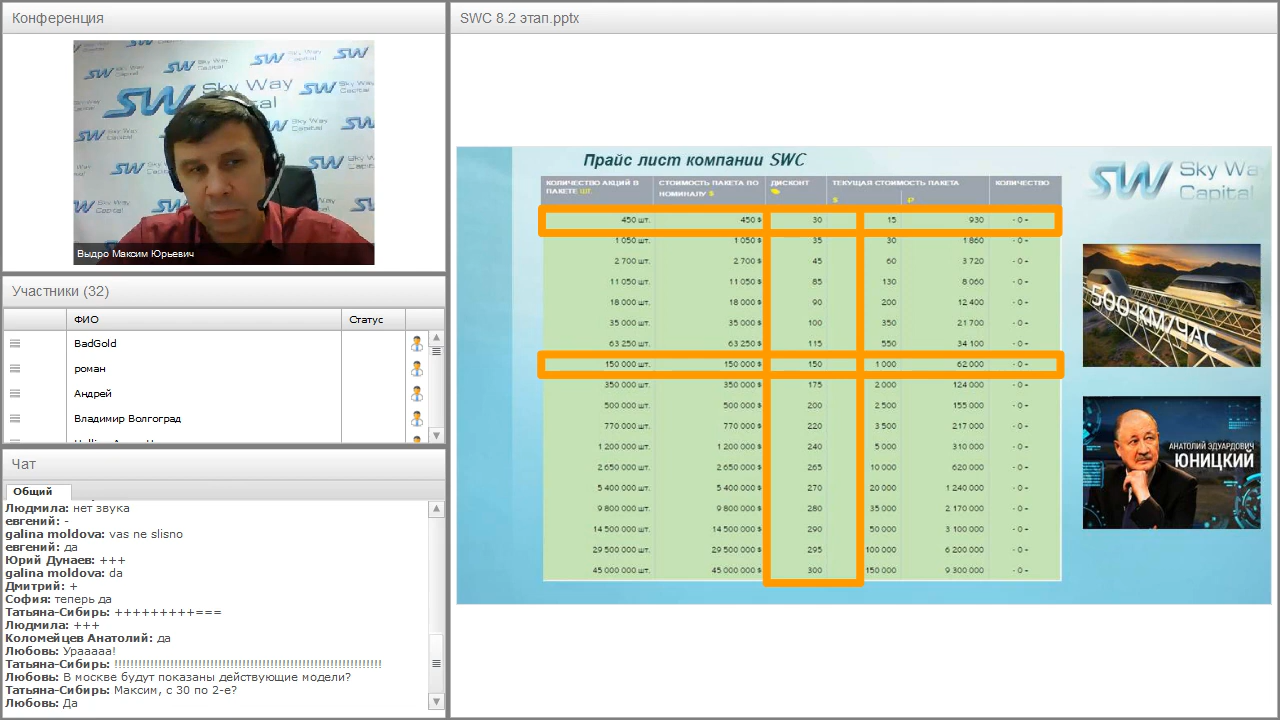 Конференция
SW
Sky Way
Capital
Выдро Максим Юрьевич
Участники (32)
ФИО Статус
BadGold
роман
Андрей
Владимир Волгоград
Чат
Общий
Людмила: нет звука
евгений: -
galina moldova: vas ne slisno
евгений: да
Юрий Дунаев: +++
galina moldova: da
Дмитрий: +
София: теперь да
Татьяна-Сибирь: ++++++++++===
Людмила: +++
Коломейцев Анатолий: да
Любовь: Урааааа!
Татьяна-Сибирь: !!!!!!!!!!!!!!!!!!!!!!!!!!!!!!!!!!!!!!!!!!!!!!!!!!!!!!!!!!!!!!!!!!!
Любовь: В москве будут показаны действующие модели?
Татьяна-Сибирь: Максим, с 30 по 2-е?
Любовь: Да
SWC 8.2 этап.pptx
Прайс лист компании SWC
КОЛИЧЕСТВО АКЦИЙ В ПАКЕТЕ ШТ. СТОИМОСТЬ ПАКЕТА ПО НОМИНАЛУ $ ДИСКОНТ % ТЕКУЩАЯ СТОИМОСТЬ ПАКЕТА $ ₽ КОЛИЧЕСТВО
450 шт. 450 $ 30 15 930 - 0 +
1 050 шт. 1 050 $ 35 30 1 860 - 0 +
2 700 шт. 2 700 $ 45 60 3 720 - 0 +
11 050 шт. 11 050 $ 85 130 8 060 - 0 +
18 000 шт. 18 000 $ 90 200 12 400 - 0 +
35 000 шт. 35 000 $ 100 350 21 700 - 0 +
63 250 шт. 63 250 $ 115 550 34 100 - 0 +
150 000 шт. 150 000 $ 150 1 000 62 000 - 0 +
350 000 шт. 350 000 $ 175 2 000 124 000 - 0 +
500 000 шт. 500 000 $ 200 2 500 155 000 - 0 +
770 000 шт. 770 000 $ 220 3 500 217 000 - 0 +
1 200 000 шт. 1 200 000 $ 240 5 000 310 000 - 0 +
2 650 000 шт. 2 650 000 $ 265 10 000 620 000 - 0 +
5 400 000 шт. 5 400 000 $ 270 20 000 1 240 000 - 0 +
9 800 000 шт. 9 800 000 $ 280 35 000 2 170 000 - 0 +
14 500 000 шт. 14 500 000 $ 290 50 000 3 100 000 - 0 +
29 500 000 шт. 29 500 000 $ 295 100 000 6 200 000 - 0 +
45 000 000 шт. 45 000 000 $ 300 150 000 9 300 000 - 0 +
SW Sky Way
Capital
500 КМ/ЧАС
АНАТОЛИЙ ЭДУАРДОВИЧ
ЮНИЦКИЙ